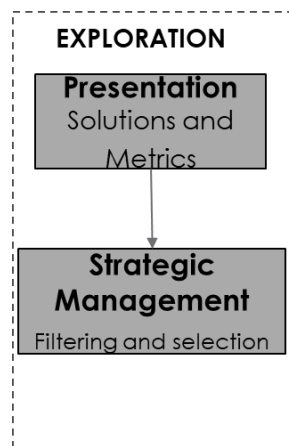 EXPLORATION
Presentation
Solutions and
Metrics
Strategic
Management
Filtering and selection